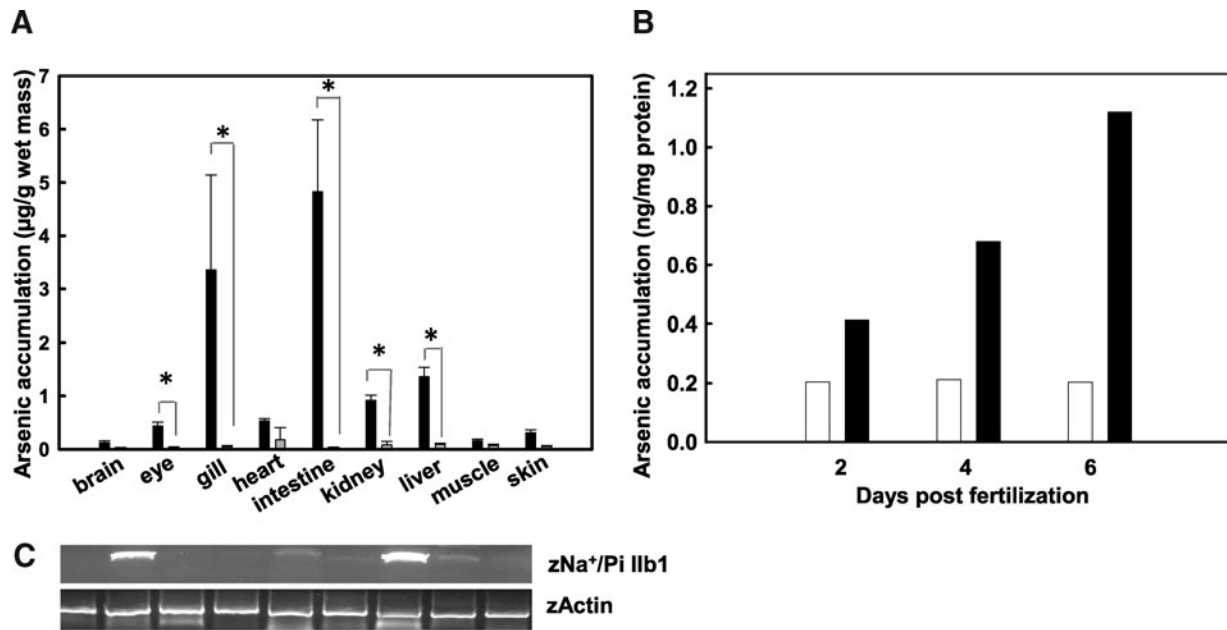 A
Arsenic accumulation (µg/g wet mass)
7
6
5
4
3
2
1
0
* * * * *
brain eye gill heart intestine kidney liver muscle skin
B
Arsenic accumulation (ng/mg protein)
1.2
1.0
0.8
0.6
0.4
0.2
0.0
2 4 6
Days post fertilization
C
zNa⁺/Pi IIb1
zActin